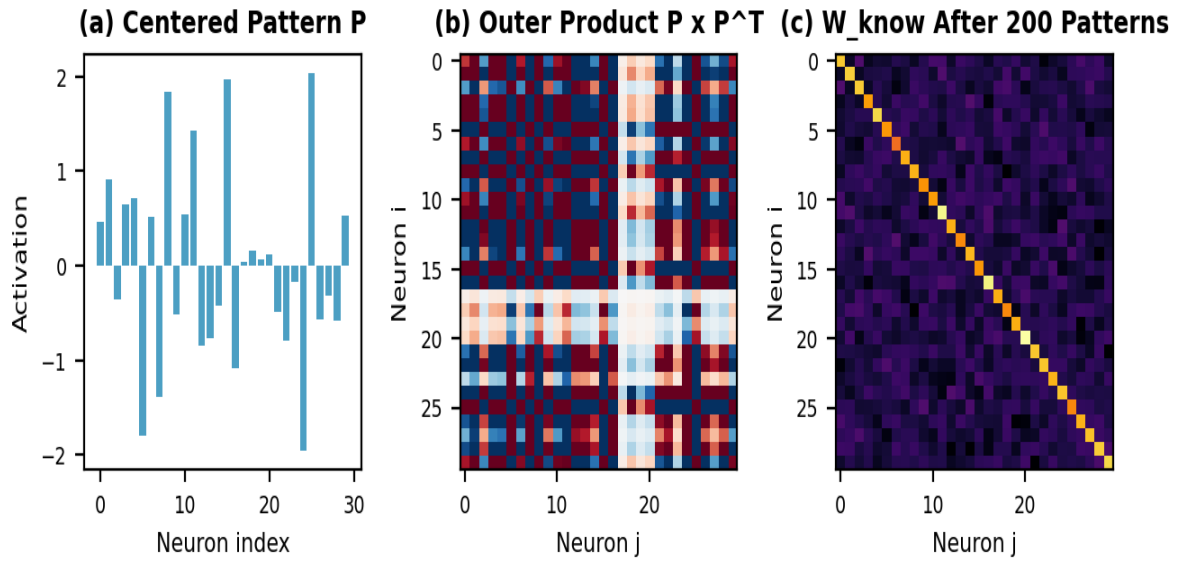 (a) Centered Pattern P
2
1
0
−1
−2
Activation
0
10
20
30
Neuron index
(b) Outer Product P x P^T
0
5
10
15
20
25
Neuron i
0
20
Neuron j
(c) W_know After 200 Patterns
0
5
10
15
20
25
Neuron i
0
10
20
Neuron j